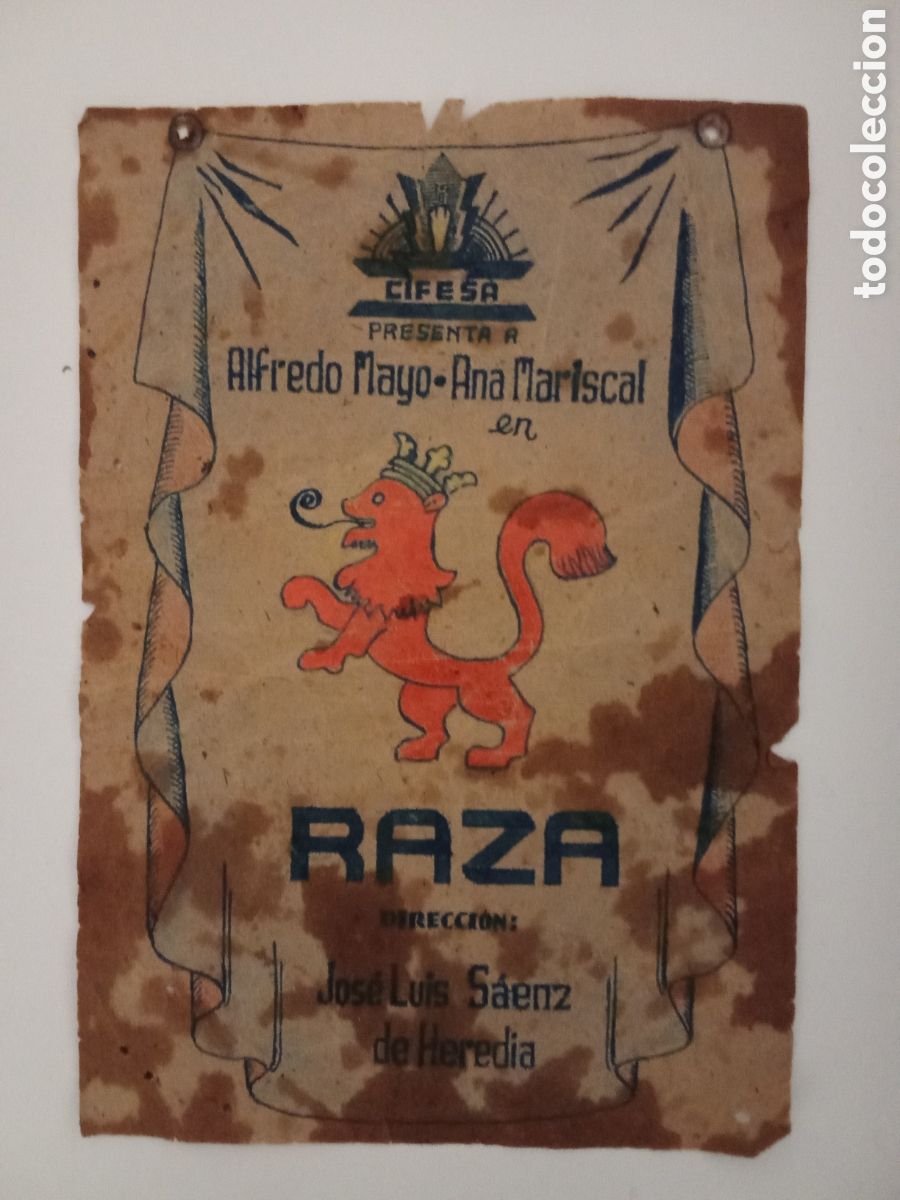 CIFESA
PRESENTA A
Alfredo Mayo • Ana Mariscal
en
RAZA
DIRECCIÓN:
José Luis Sáenz
de Heredia
todocoleccion